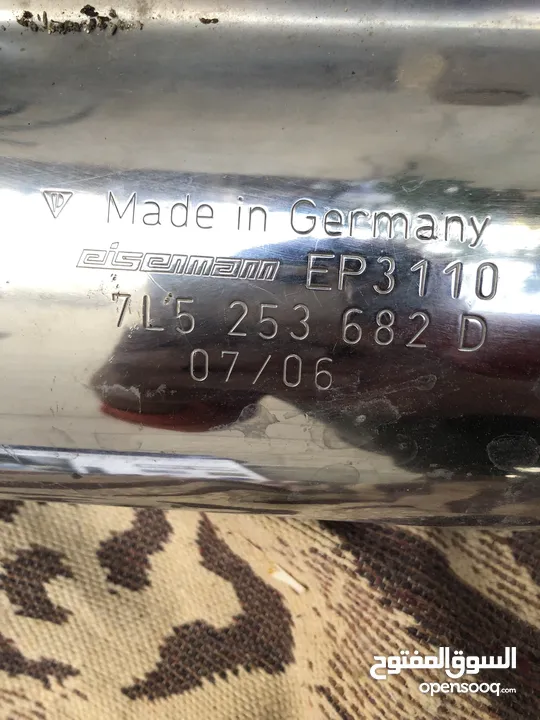 Made in Germany
eisenmann EP3110
7L5 253 682 D
07/06
السوق المفتوح
opensooq.com